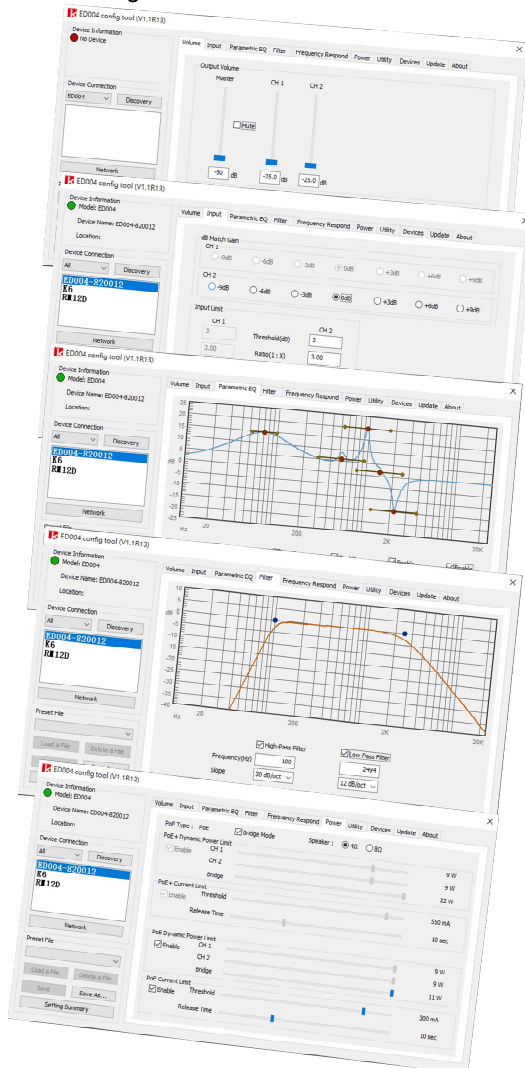 ED004 config tool (V1.1R13)
Device Information
No Device
Device Connection
ED004
Discovery
Network
Volume Input Parametric EQ Filter Frequency Respond Power Utility Devices Update About
Output Volume
Master CH 1 CH 2
Mute
-50 dB -25.0 dB -25.0 dB
ED004 config tool (V1.1R13)
Device Information
Model: ED004
Device Name: ED004-820012
Location:
Device Connection
All
Discovery
ED004-820012
K6
RM12D
Network
Volume Input Parametric EQ Filter Frequency Respond Power Utility Devices Update About
dB Match Gain
CH 1
-9dB -6dB -3dB 0dB +3dB +6dB +9dB
CH 2
-9dB -6dB -3dB 0dB +3dB +6dB +9dB
Input Limit
CH 1 CH 2
3 Threshold(dB) 3
3.00 Ratio(1 : X) 3.00
ED004 config tool (V1.1R13)
Device Information
Model: ED004
Device Name: ED004-820012
Location:
Device Connection
All
Discovery
ED004-820012
K6
RM12D
Network
Volume Input Parametric EQ Filter Frequency Respond Power Utility Devices Update About
25
20
15
10
5
dB 0
-5
-10
-15
-20
-25
Hz 20 200 2K 20K
Enable Enable
ED004 config tool (V1.1R13)
Device Information
Model: ED004
Device Name: ED004-820012
Location:
Device Connection
All
Discovery
ED004-820012
K6
RM12D
Network
Preset File
Load a File Delete a File
Volume Input Parametric EQ Filter Frequency Respond Power Utility Devices Update About
10
5
dB 0
-5
-10
-15
-20
-25
-30
-35
-40
Hz 20 200 2K 20K
High-Pass Filter Low Pass Filter
Frequency(Hz) 100 2494
Slope 30 dB/oct 12 dB/oct
ED004 config tool (V1.1R13)
Device Information
Model: ED004
Device Name: ED004-820012
Location:
Device Connection
All
Discovery
ED004-820012
K6
RM12D
Network
Preset File
Load a File Delete a File
Save Save As...
Setting Summary
Volume Input Parametric EQ Filter Frequency Respond Power Utility Devices Update About
PoE Type : POE Bridge Mode Speaker : 4Ω 8Ω
PoE+ Dynamic Power Limit
Enable CH 1 9 W
CH 2 9 W
Bridge 22 W
PoE+ Current Limit
Enable Threshold 550 mA
Release Time 10 sec
PoE Dynamic Power Limit
Enable CH 1 9 W
CH 2 9 W
Bridge 11 W
PoE Current Limit
Enable Threshold 300 mA
Release Time 10 sec